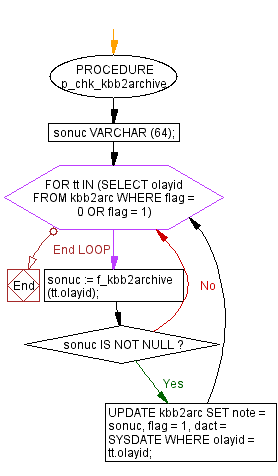 PROCEDURE
p_chk_kbb2archive
sonuc VARCHAR (64);
FOR tt IN (SELECT olayid
FROM kbb2arc WHERE flag =
0 OR flag = 1)
End LOOP
End
sonuc := f_kbb2archive
(tt.olayid);
No
sonuc IS NOT NULL ?
Yes
UPDATE kbb2arc SET note =
sonuc, flag = 1, dact =
SYSDATE WHERE olayid =
tt.olayid;